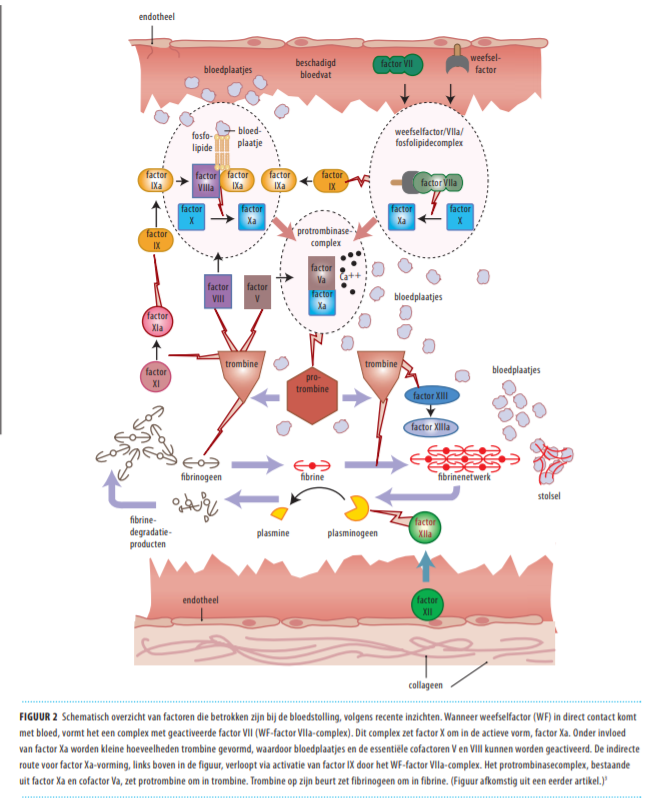 endotheel
bloedplaatjes
beschadigd
bloedvat
factor VII
weefsel-
factor
fosfo-
lipide
bloed-
plaatje
weefselfactor/VIIa/
fosfolipidecomplex
factor
IXa
factor
VIIIa
factor
IXa
factor
IXa
factor
IX
factor VIIa
factor
X
factor
Xa
factor
Xa
factor
X
factor
IX
protrombinase-
complex
factor
Va
Ca++
factor
Xa
factor
VIII
factor
V
bloedplaatjes
factor
XIa
factor
XI
trombine
pro-
trombine
trombine
bloedplaatjes
factor XIII
factor XIIIa
fibrinogeen
fibrine
fibrinenetwerk
stolsel
fibrine-
degradatie-
producten
plasmine
plasminogeen
factor
XIIa
endotheel
factor
XII
collageen
FIGUUR 2 Schematisch overzicht van factoren die betrokken zijn bij de bloedstolling, volgens recente inzichten. Wanneer weefselfactor (WF) in direct contact komt
met bloed, vormt het een complex met geactiveerde factor VII (WF-factor VIIa-complex). Dit complex zet factor X om in de actieve vorm, factor Xa. Onder invloed
van factor Xa worden kleine hoeveelheden trombine gevormd, waardoor bloedplaatjes en de essentiële cofactoren V en VIII kunnen worden geactiveerd. De indirecte
route voor factor Xa-vorming, links boven in de figuur, verloopt via activatie van factor IX door het WF-factor VIIa-complex. Het protrombinasecomplex, bestaande
uit factor Xa en cofactor Va, zet protrombine om in trombine. Trombine op zijn beurt zet fibrinogeen om in fibrine. (Figuur afkomstig uit een eerder artikel.)